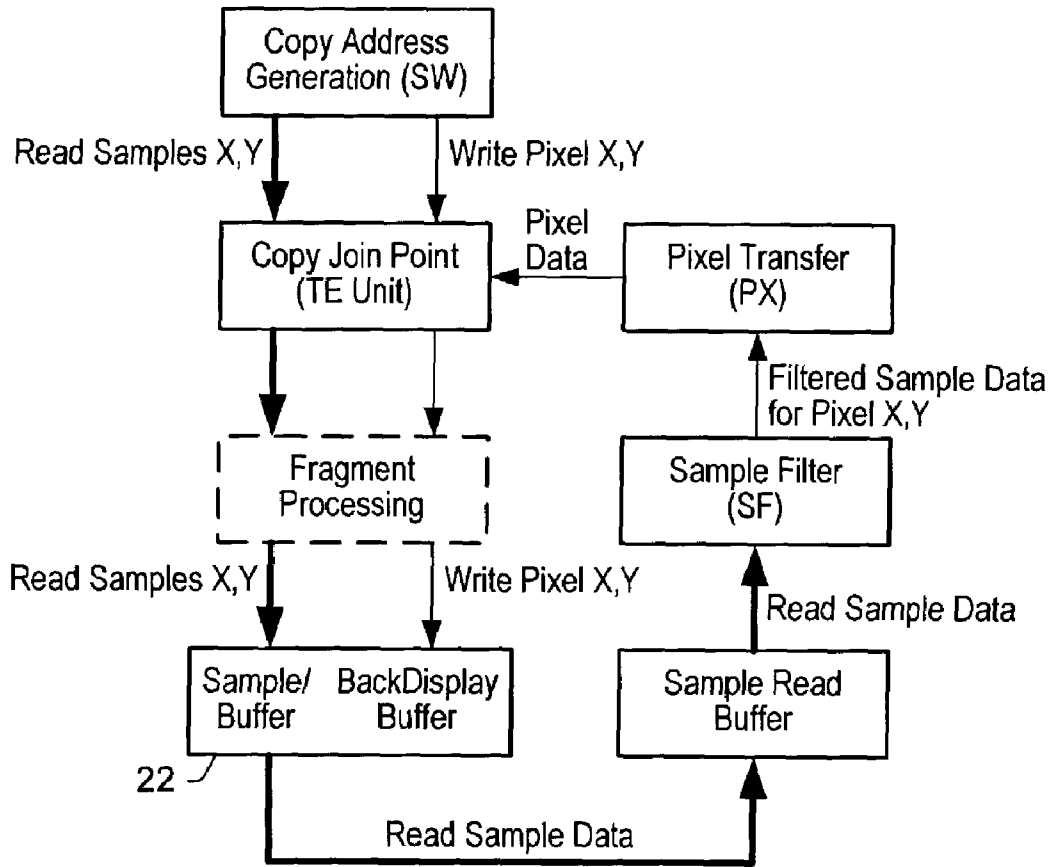 Copy Address
Generation (SW)
Read Samples X,Y
Write Pixel X,Y
Copy Join Point
(TE Unit)
Pixel
Data
Pixel Transfer
(PX)
Filtered Sample Data
for Pixel X,Y
Fragment
Processing
Sample Filter
(SF)
Read Samples X,Y
Write Pixel X,Y
Read Sample Data
Sample/ BackDisplay
Buffer Buffer
Sample Read
Buffer
22
Read Sample Data